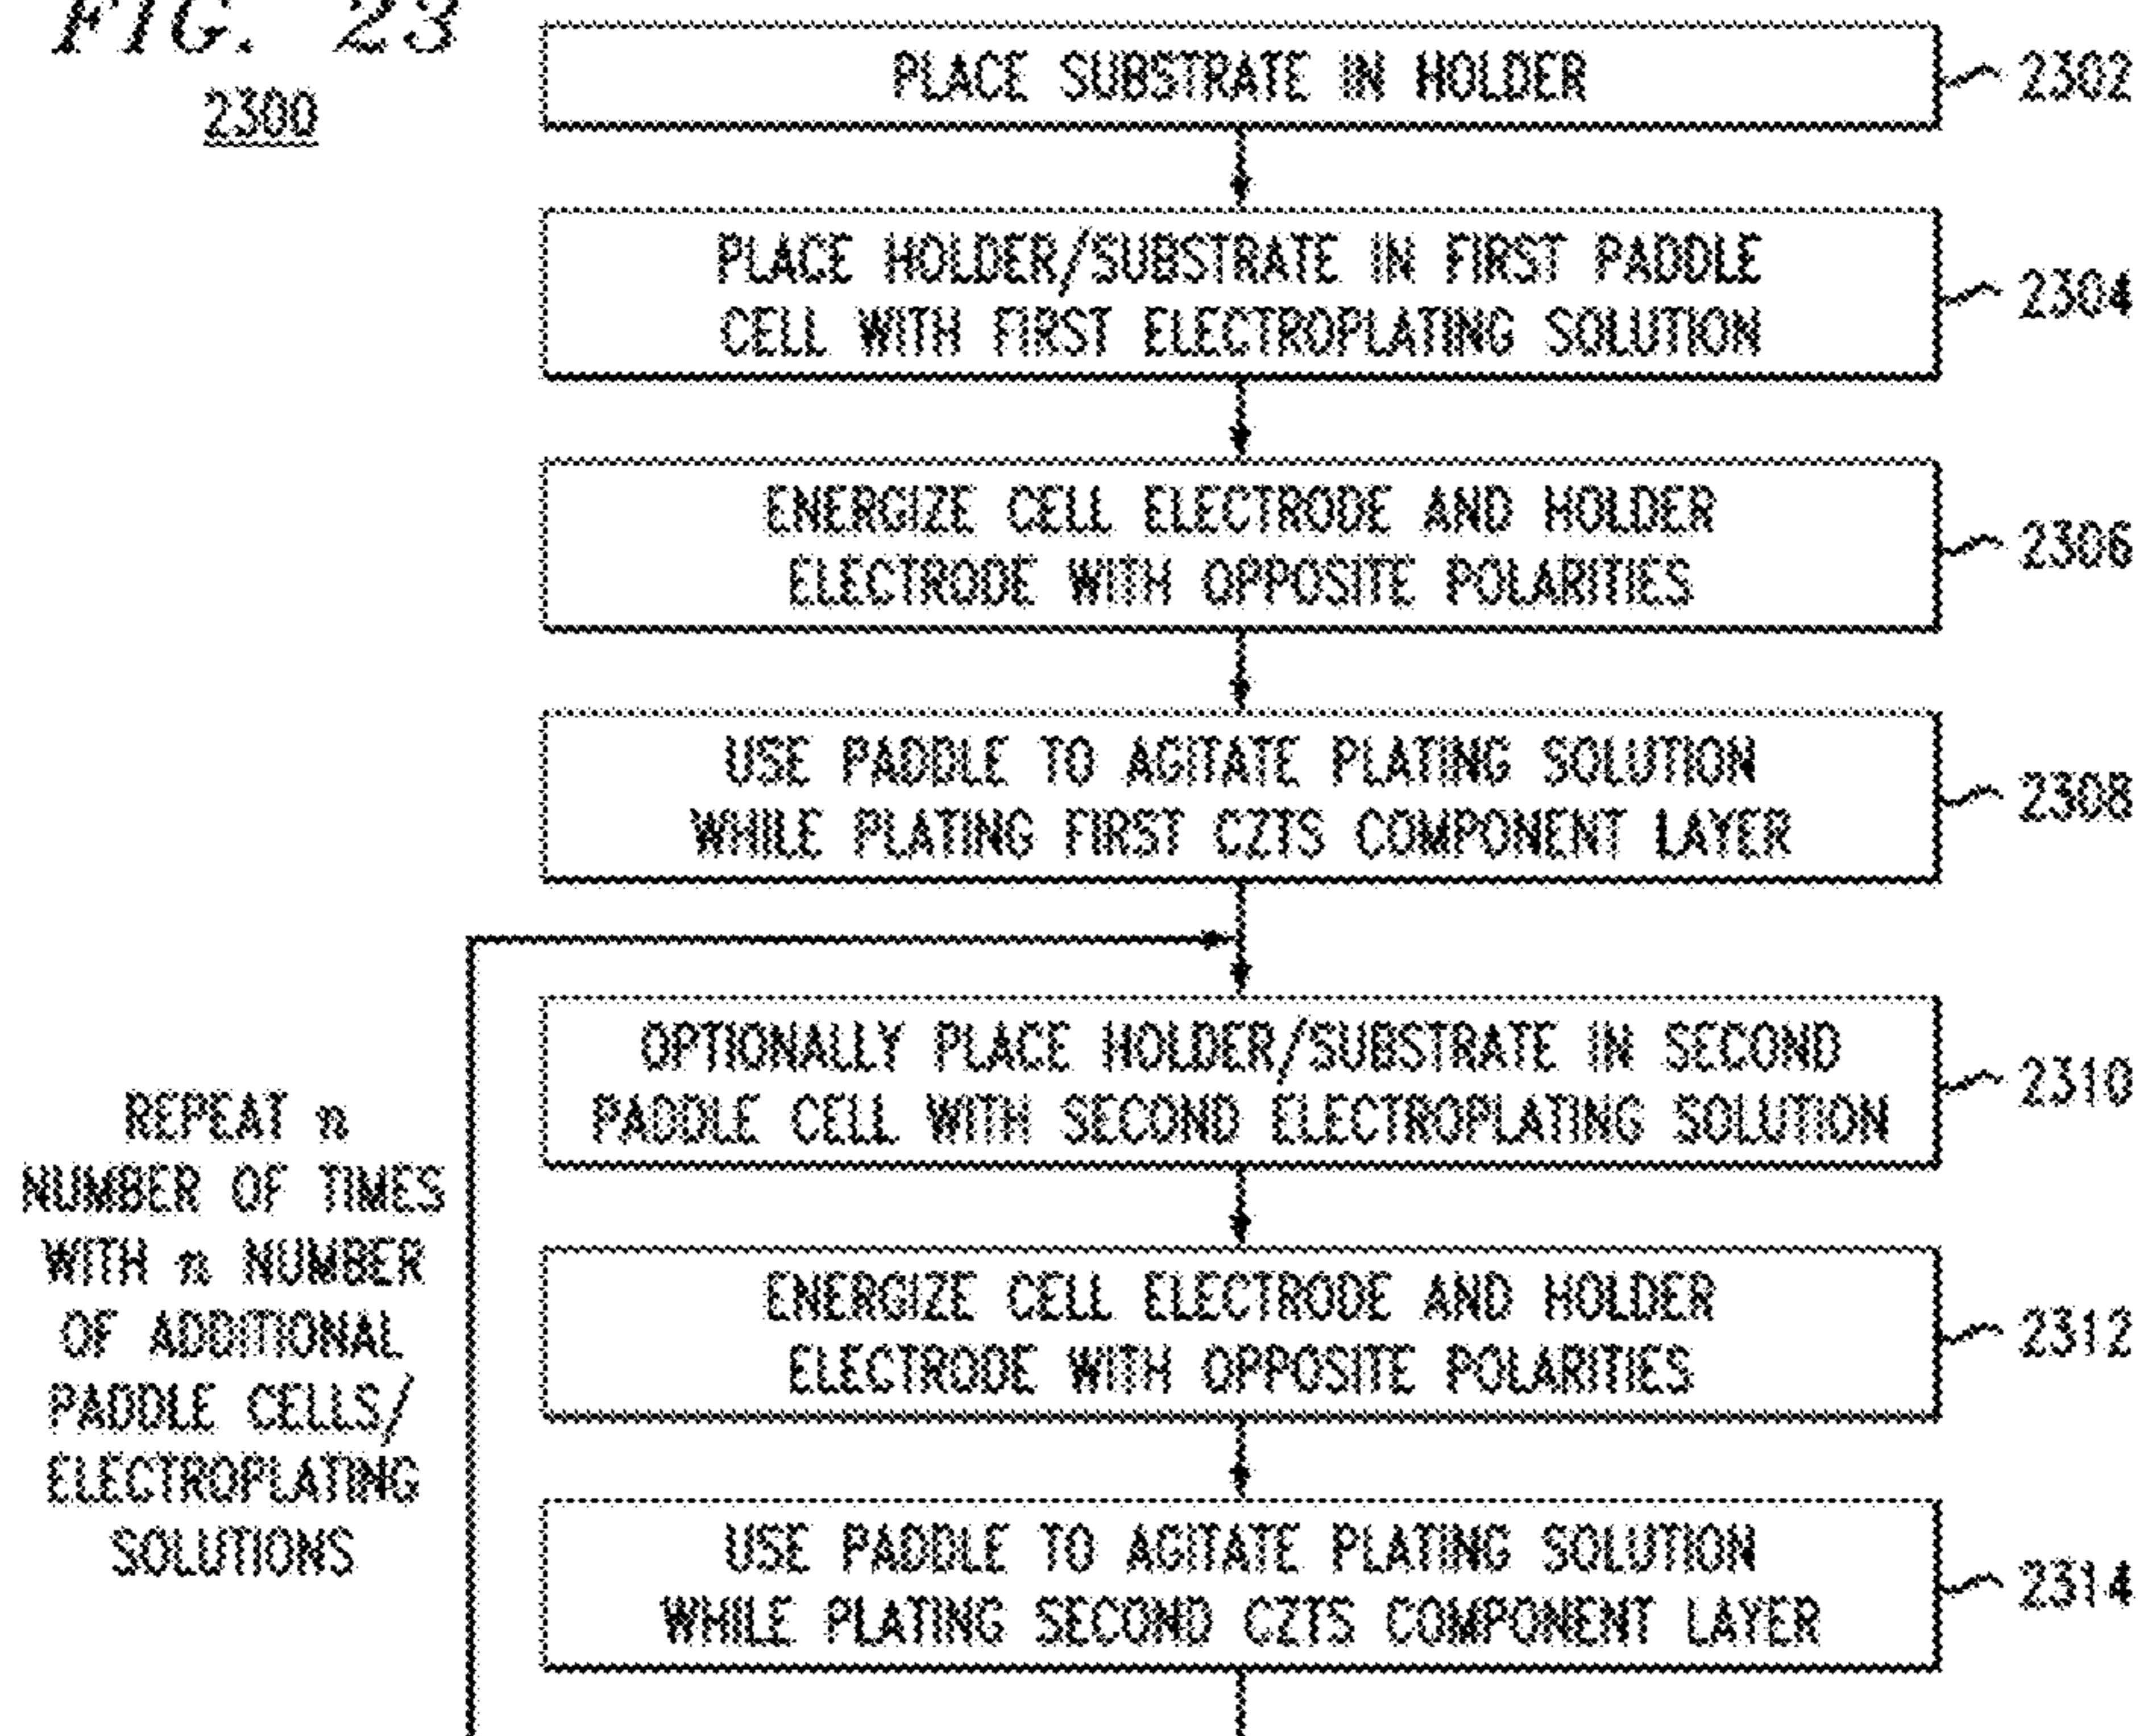 FIG. 23
2300
PLACE SUBSTRATE IN HOLDER
2302
PLACE HOLDER/SUBSTRATE IN FIRST PADDLE
CELL WITH FIRST ELECTROPLATING SOLUTION
2304
ENERGIZE CELL ELECTRODE AND HOLDER
ELECTRODE WITH OPPOSITE POLARITIES
2306
USE PADDLE TO AGITATE PLATING SOLUTION
WHILE PLATING FIRST CZTS COMPONENT LAYER
2308
OPTIONALLY PLACE HOLDER/SUBSTRATE IN SECOND
PADDLE CELL WITH SECOND ELECTROPLATING SOLUTION
2310
ENERGIZE CELL ELECTRODE AND HOLDER
ELECTRODE WITH OPPOSITE POLARITIES
2312
USE PADDLE TO AGITATE PLATING SOLUTION
WHILE PLATING SECOND CZTS COMPONENT LAYER
2314
REPEAT n
NUMBER OF TIMES
WITH n NUMBER
OF ADDITIONAL
PADDLE CELLS/
ELECTROPLATING
SOLUTIONS